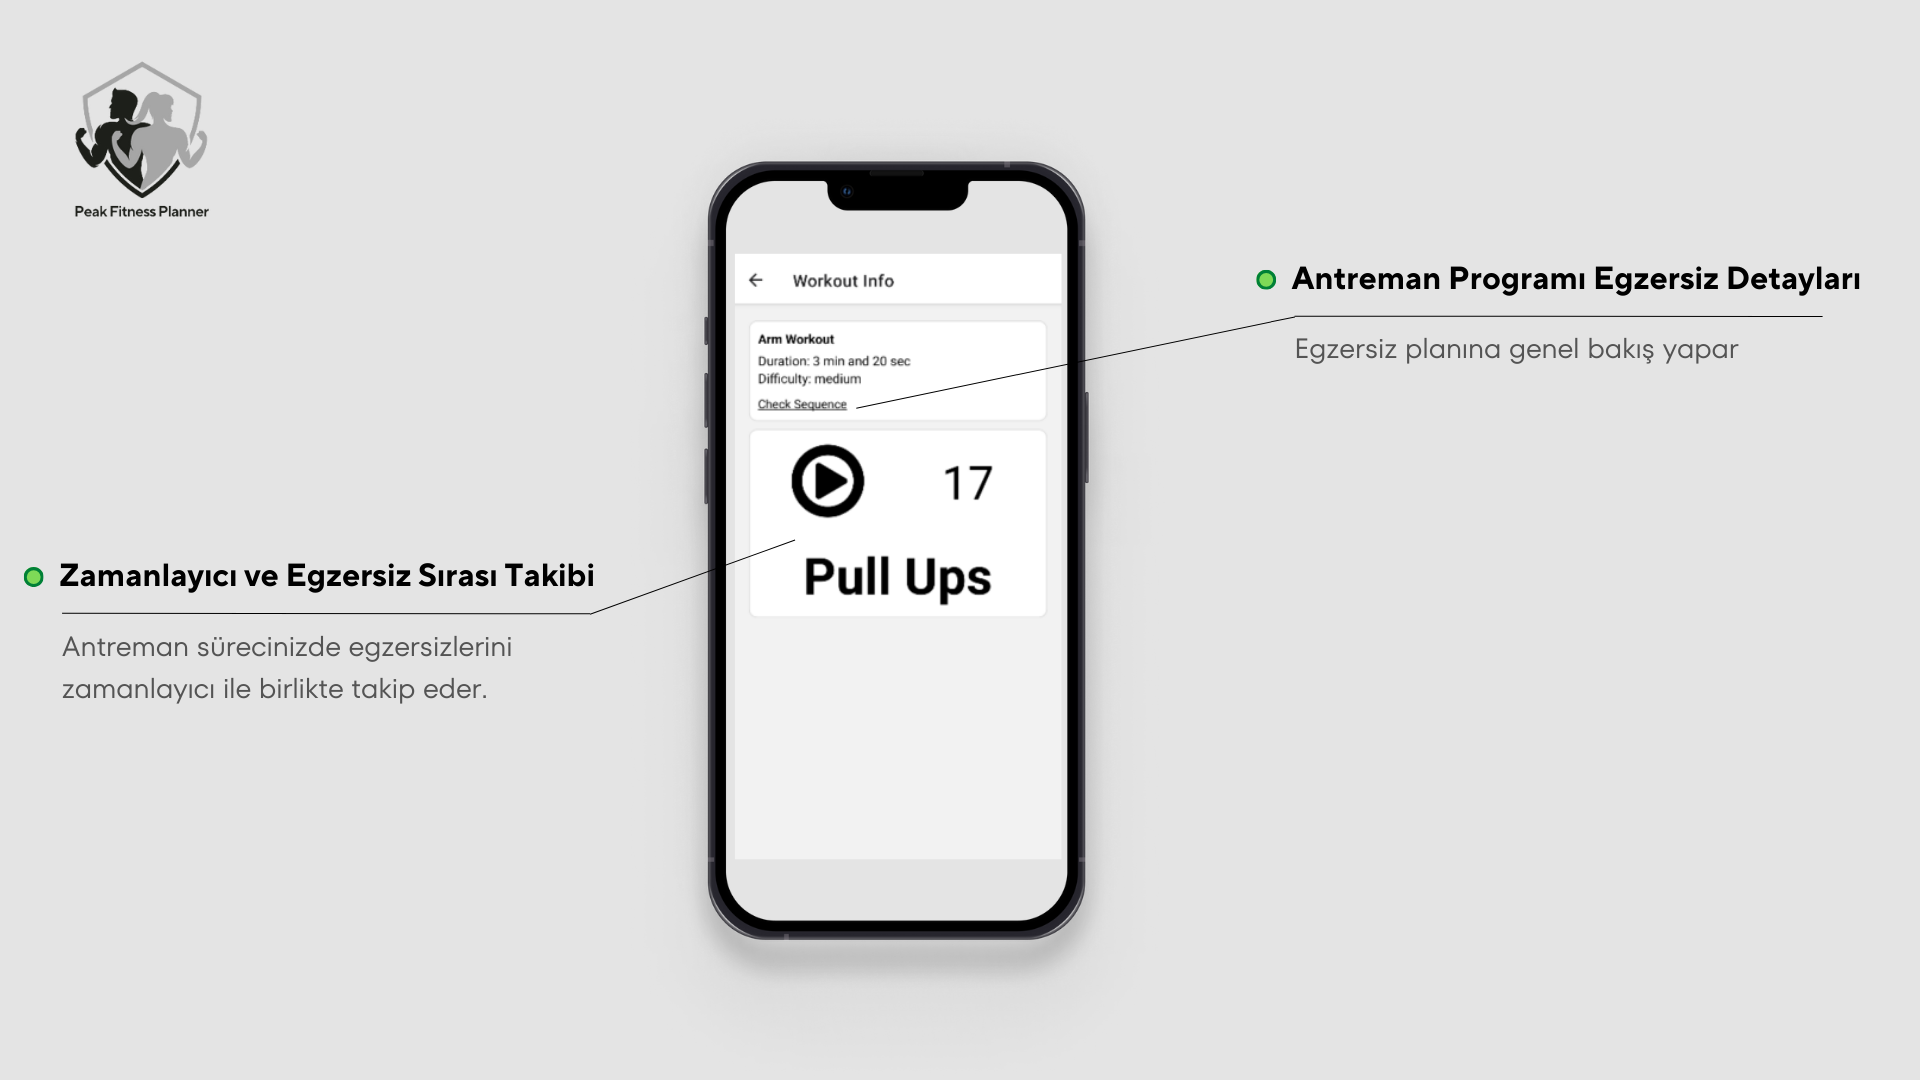 Peak Fitness Planner
Workout Info
Arm Workout
Duration: 3 min and 20 sec
Difficulty: medium
Check Sequence
17
Pull Ups
Antreman Programı Egzersiz Detayları
Egzersiz planına genel bakış yapar
Zamanlayıcı ve Egzersiz Sırası Takibi
Antreman sürecinizde egzersizlerini
zamanlayıcı ile birlikte takip eder.